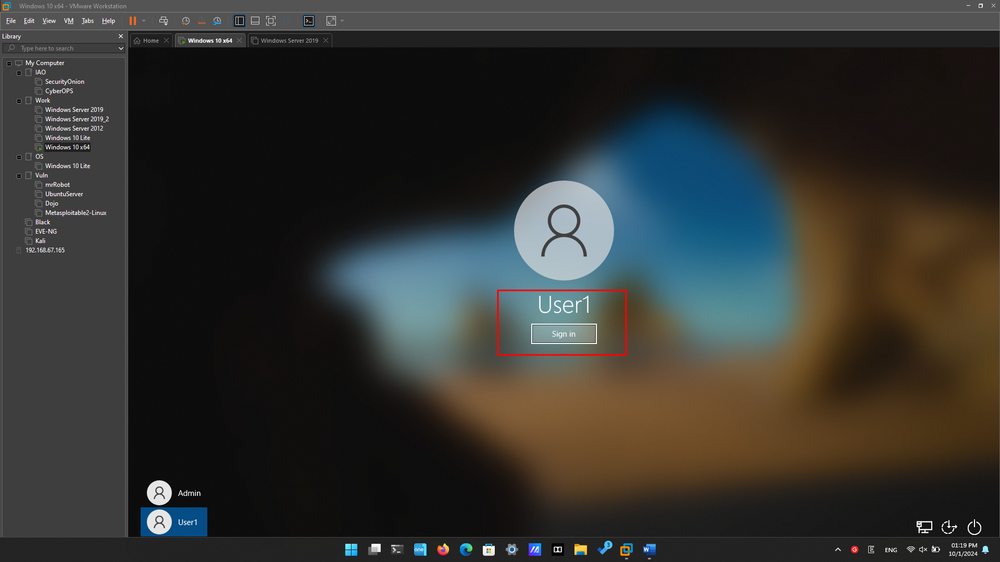 Windows 10 x64 - VMware Workstation
File Edit View VM Tabs Help
Library
Type here to search
Home
Windows 10 x64
Windows Server 2019
My Computer
IAO
SecurityOnion
CyberOPS
Work
Windows Server 2019
Windows Server 2019_2
Windows Server 2012
Windows 10 Lite
Windows 10 x64
OS
Windows 10 Lite
Vuln
mrRobot
UbuntuServer
Dojo
Metasploitable2-Linux
Black
EVE-NG
Kali
192.168.67.165
User1
Sign in
Admin
User1
one
3
W
G
E
ENG
01:19 PM
10/1/2024